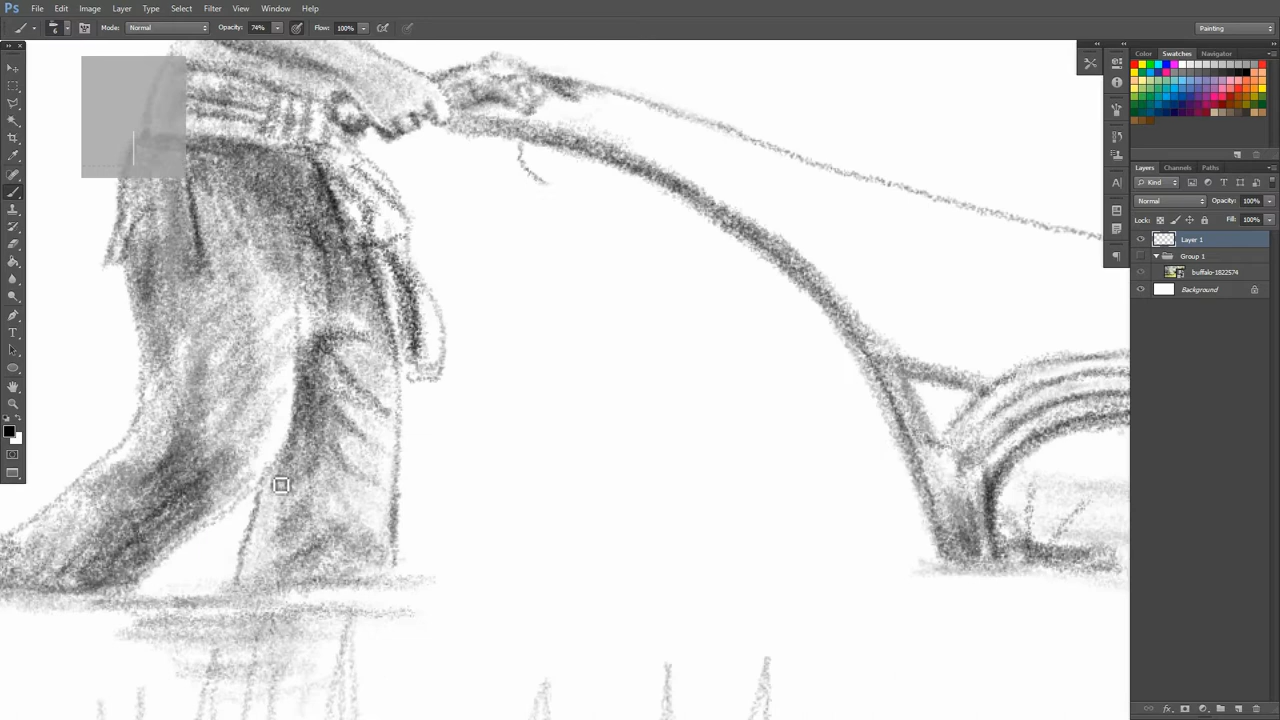 Ps File Edit Image Layer Type Select Filter View Window Help
6 Mode: Normal Opacity: 74% Flow: 100% Painting
Color Swatches Navigator
Layers Channels Paths
Kind
Normal Opacity: 100%
Lock: Fill: 100%
Layer 1
Group 1
buffalo-1822574
Background